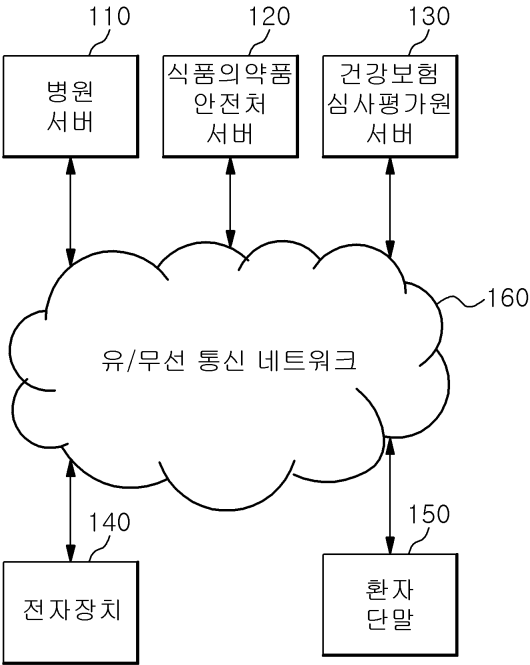 110
120
130
병원
서버
식품의약품
안전처
서버
건강보험
심사평가원
서버
160
유/무선 통신 네트워크
140
150
전자장치
환자
단말